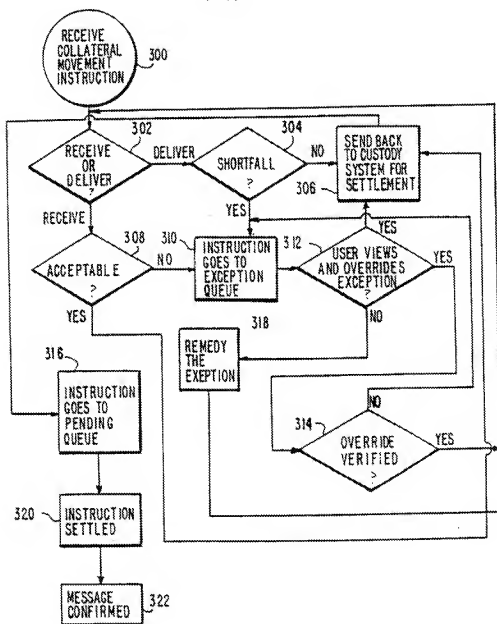 RECEIVE
COLLATERAL
MOVEMENT
INSTRUCTION
300
302
RECEIVE
OR
DELIVER
?
DELIVER
304
SHORTFALL
?
NO
SEND BACK
TO CUSTODY
SYSTEM FOR
SETTLEMENT
306
RECEIVE
YES
YES
308
ACCEPTABLE
?
NO
310
INSTRUCTION
GOES TO
EXCEPTION
QUEUE
312
USER VIEWS
AND OVERRIDES
EXCEPTION
?
YES
YES
NO
318
REMEDY
THE
EXEPTION
316
INSTRUCTION
GOES TO
PENDING
QUEUE
NO
314
OVERRIDE
VERIFIED
?
YES
320
INSTRUCTION
SETTLED
MESSAGE
CONFIRMED
322